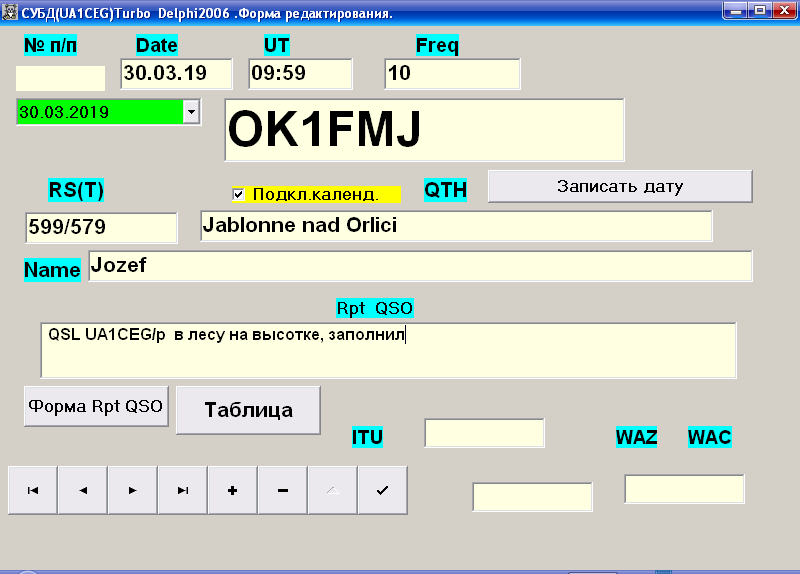 СУБД(UA1CEG)Turbo Delphi2006 .Форма редактирования.
№ п/п Date UT Freq
30.03.19 09:59 10
30.03.2019
OK1FMJ
RS(T) Подкл.календ. QTH Записать дату
599/579 Jablonne nad Orlici
Name Jozef
Rpt QSO
QSL UA1CEG/p в лесу на высотке, заполнил
Форма Rpt QSO Таблица
ITU WAZ WAC